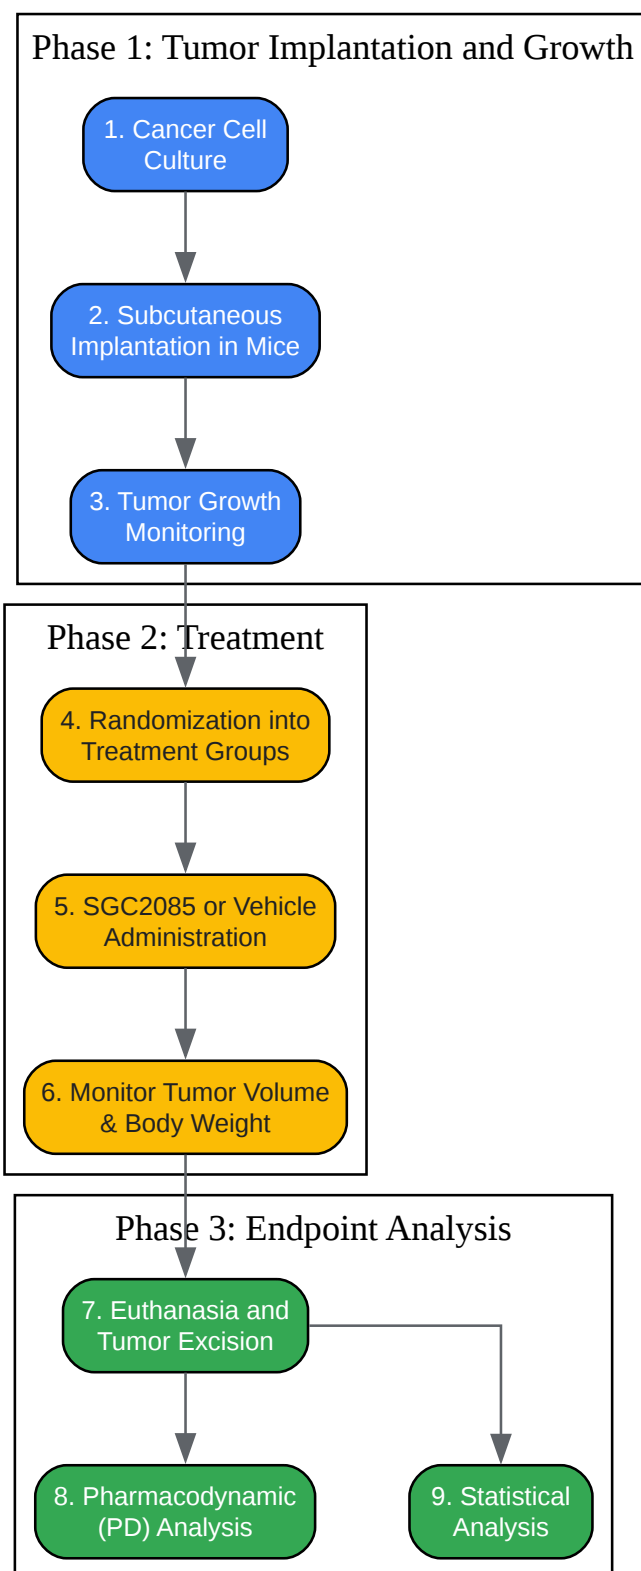 Phase 1: Tumor Implantation and Growth
1. Cancer Cell
Culture
2. Subcutaneous
Implantation in Mice
3. Tumor Growth
Monitoring
Phase 2: Treatment
4. Randomization into
Treatment Groups
5. SGC2085 or Vehicle
Administration
6. Monitor Tumor Volume
& Body Weight
Phase 3: Endpoint Analysis
7. Euthanasia and
Tumor Excision
8. Pharmacodynamic
(PD) Analysis
9. Statistical
Analysis